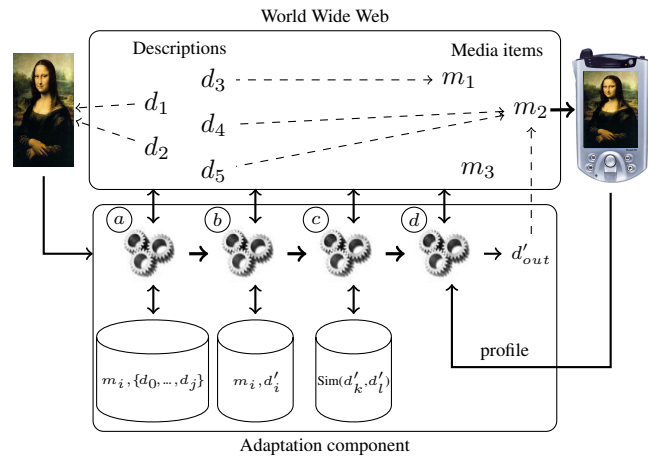 World Wide Web
Descriptions Media items
d3 m1
d1 m2
d4
d2
d5 m3
a b c d
d′out
profile
mi,{d0,...,dj} mi,d′i Sim(d′k,d′l)
Adaptation component